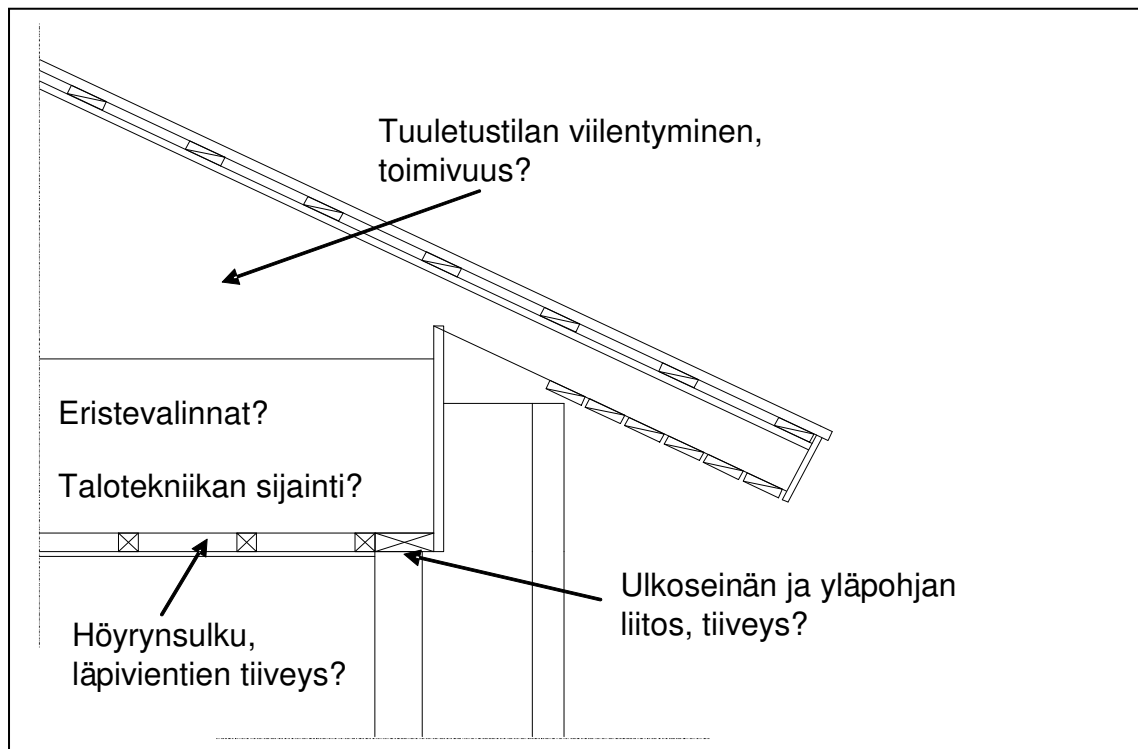 Tuuletustilan viilentyminen,
toimivuus?
Eristevalinnat?
Talotekniikan sijainti?
Ulkoseinän ja yläpohjan
liitos, tiiveys?
Höyrynsulku,
läpivientien tiiveys?